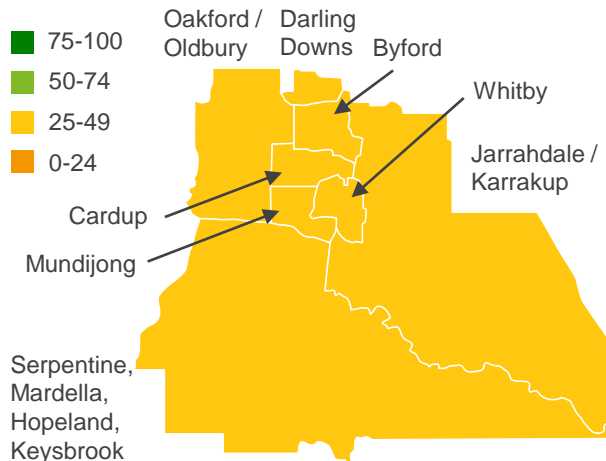 75-100
50-74
25-49
0-24
Oakford /
Oldbury
Darling
Downs
Byford
Whitby
Jarrahdale /
Karrakup
Cardup
Mundijong
Serpentine,
Mardella,
Hopeland,
Keysbrook